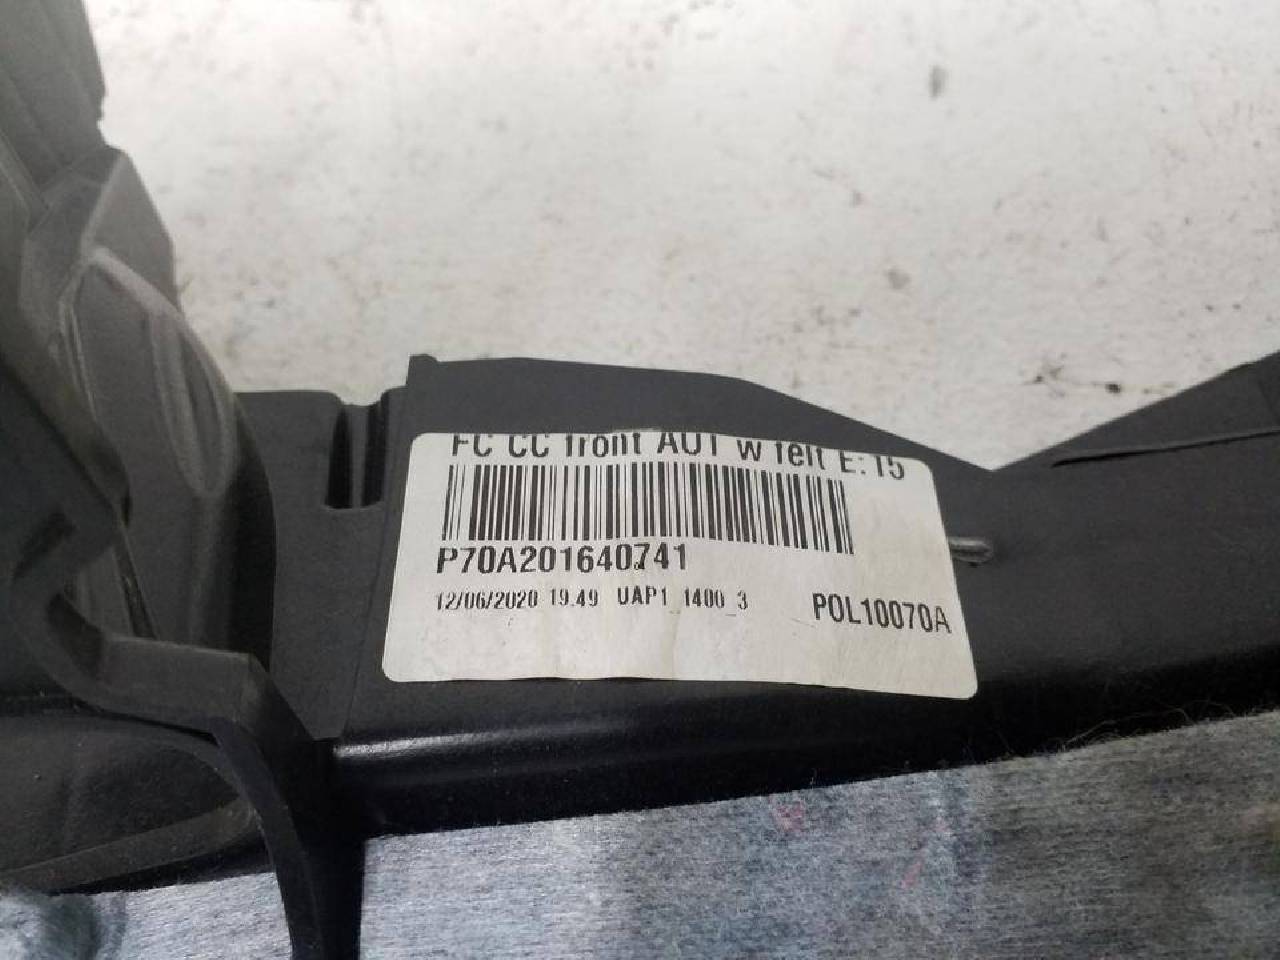 FC CC front AUT w felt E: 15
P70A201640741
12/06/2020 19.49 UAP1_1400_3 POL10070A